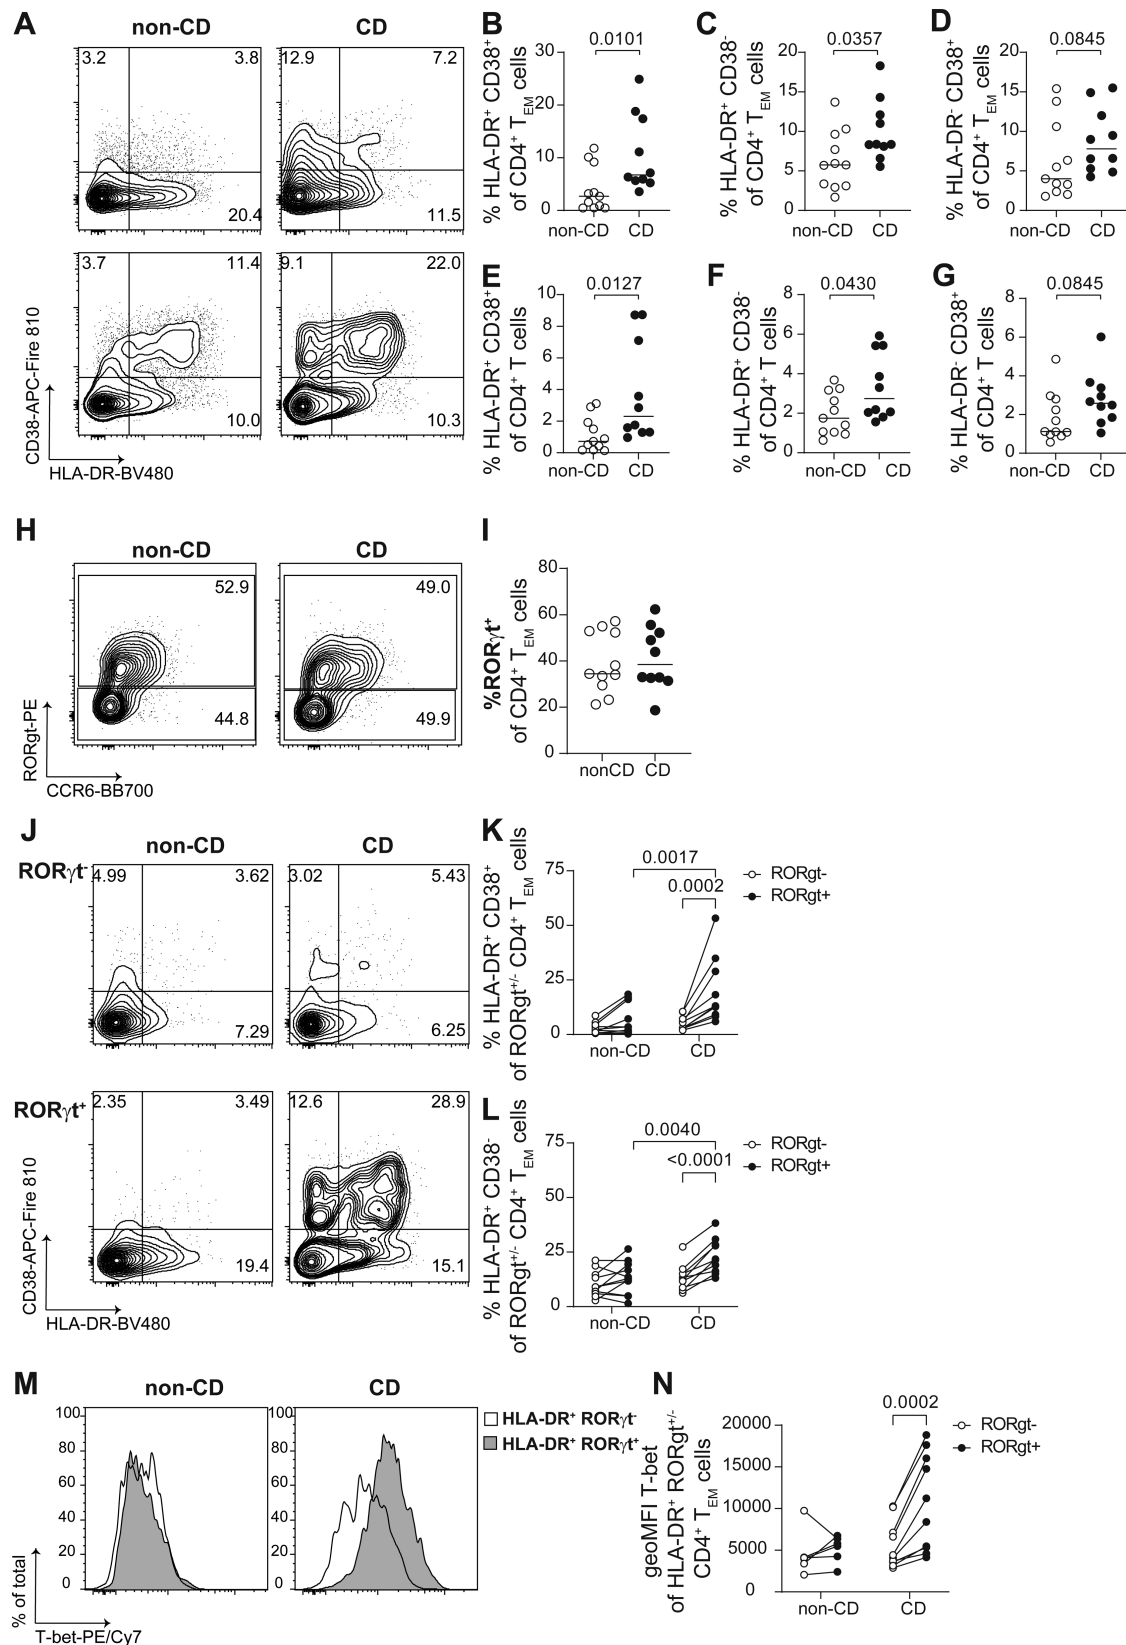 A
non-CD
CD
3.2
3.8
20.4
12.9
7.2
11.5
3.7
11.4
10.0
9.1
22.0
10.3
CD38-APC-Fire 810
HLA-DR-BV480
B
% HLA-DR⁺ CD38⁺
of CD4⁺ T_EM cells
0.0101
30
20
10
0
non-CD
CD
C
% HLA-DR⁺ CD38⁻
of CD4⁺ T_EM cells
0.0357
20
15
10
5
0
non-CD
CD
D
% HLA-DR⁻ CD38⁺
of CD4⁺ T_EM cells
0.0845
20
15
10
5
0
non-CD
CD
E
% HLA-DR⁺ CD38⁺
of CD4⁺ T cells
0.0127
10
8
6
4
2
0
non-CD
CD
F
% HLA-DR⁺ CD38⁻
of CD4⁺ T cells
0.0430
8
6
4
2
0
non-CD
CD
G
% HLA-DR⁻ CD38⁺
of CD4⁺ T cells
0.0845
8
6
4
2
0
non-CD
CD
H
non-CD
CD
52.9
44.8
49.0
49.9
RORgt-PE
CCR6-BB700
I
%RORγt⁺
of CD4⁺ T_EM cells
80
60
40
20
0
nonCD
CD
J
non-CD
CD
RORγt⁻
4.99
3.62
7.29
3.02
5.43
6.25
RORγt⁺
2.35
3.49
19.4
12.6
28.9
15.1
CD38-APC-Fire 810
HLA-DR-BV480
K
% HLA-DR⁺ CD38⁺
of RORgt⁺/⁻ CD4⁺ T_EM cells
0.0017
0.0002
75
50
25
0
non-CD
CD
RORgt-
RORgt+
L
% HLA-DR⁺ CD38⁻
of RORgt⁺/⁻ CD4⁺ T_EM cells
0.0040
<0.0001
75
50
25
0
non-CD
CD
RORgt-
RORgt+
M
non-CD
CD
100
80
60
40
20
0
100
80
60
40
20
0
HLA-DR⁺ RORγt⁻
HLA-DR⁺ RORγt⁺
% of total
T-bet-PE/Cy7
N
geoMFI T-bet
of HLA-DR⁺ RORgt⁺/⁻
CD4⁺ T_EM cells
0.0002
20000
15000
10000
5000
0
non-CD
CD
RORgt-
RORgt+